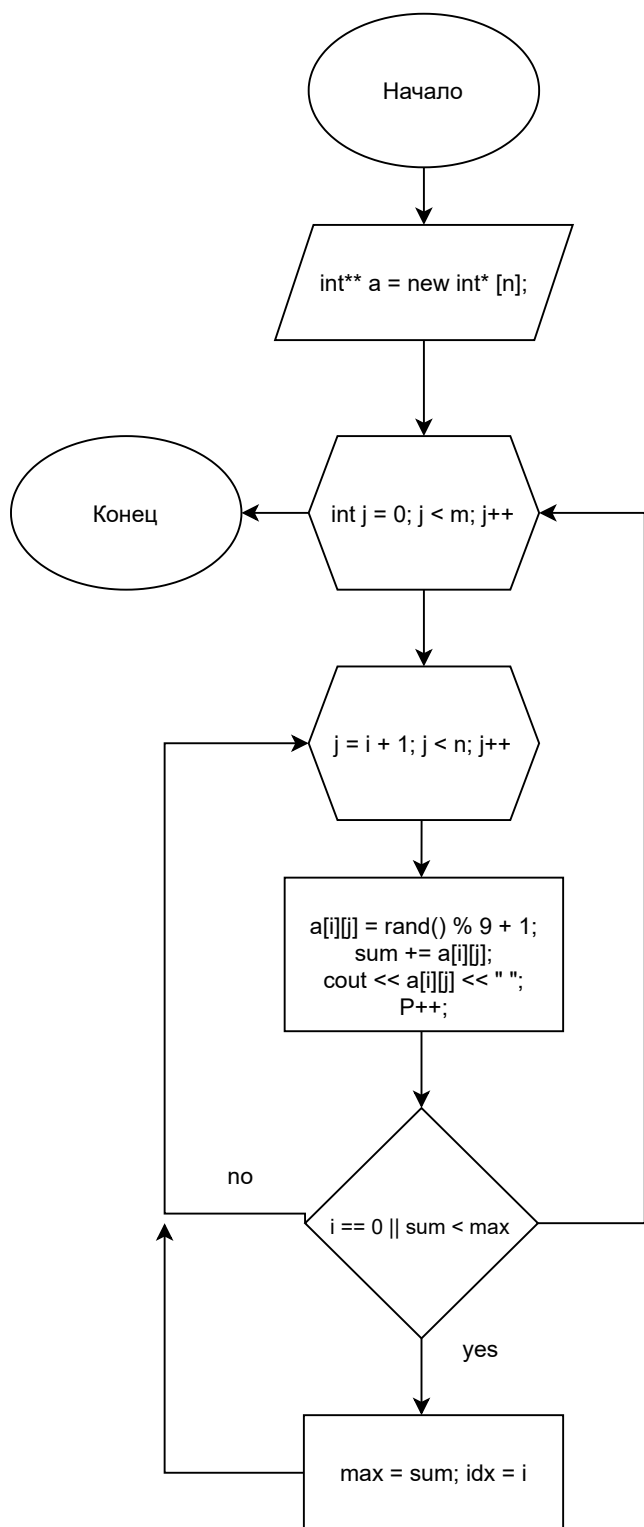 Начало
int** a = new int* [n];
Конец
int j = 0; j < m; j++
j = i + 1; j < n; j++
a[i][j] = rand() % 9 + 1;
sum += a[i][j];
cout << a[i][j] << " ";
P++;
no
i == 0 || sum < max
yes
max = sum; idx = i